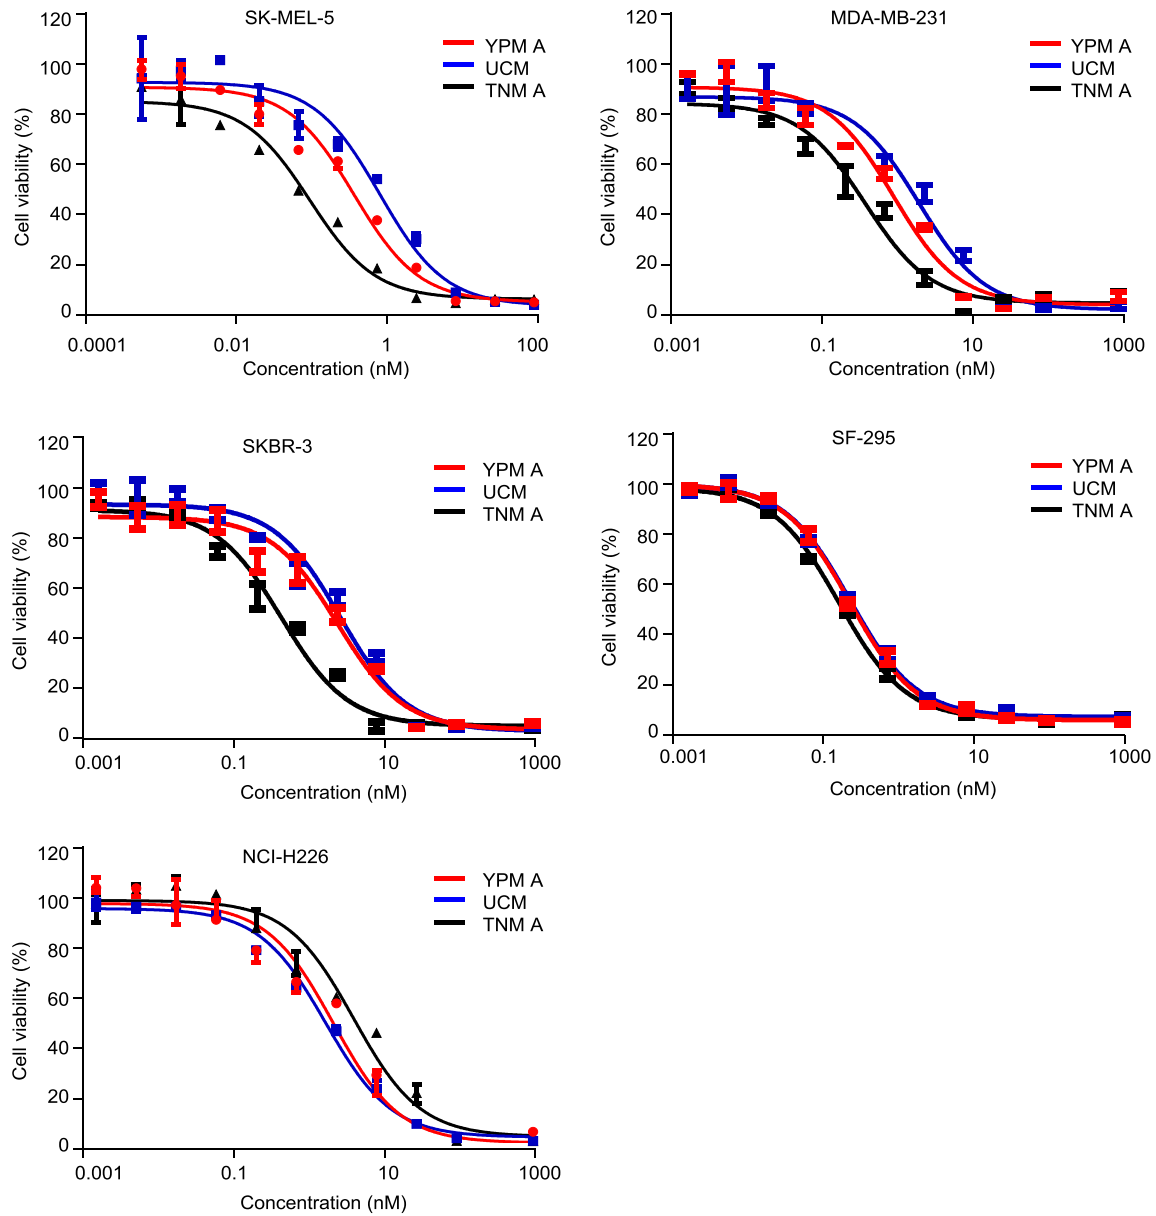 SK-MEL-5
120
100
80
60
40
20
0
Cell viability (%)
YPM A
UCM
TNM A
0.0001
0.01
1
100
Concentration (nM)
MDA-MB-231
120
100
80
60
40
20
0
Cell viability (%)
YPM A
UCM
TNM A
0.001
0.1
10
1000
Concentration (nM)
SKBR-3
120
100
80
60
40
20
0
Cell viability (%)
YPM A
UCM
TNM A
0.001
0.1
10
1000
Concentration (nM)
SF-295
120
100
80
60
40
20
0
Cell viability (%)
YPM A
UCM
TNM A
0.001
0.1
10
1000
Concentration (nM)
NCI-H226
120
100
80
60
40
20
0
Cell viability (%)
YPM A
UCM
TNM A
0.001
0.1
10
1000
Concentration (nM)